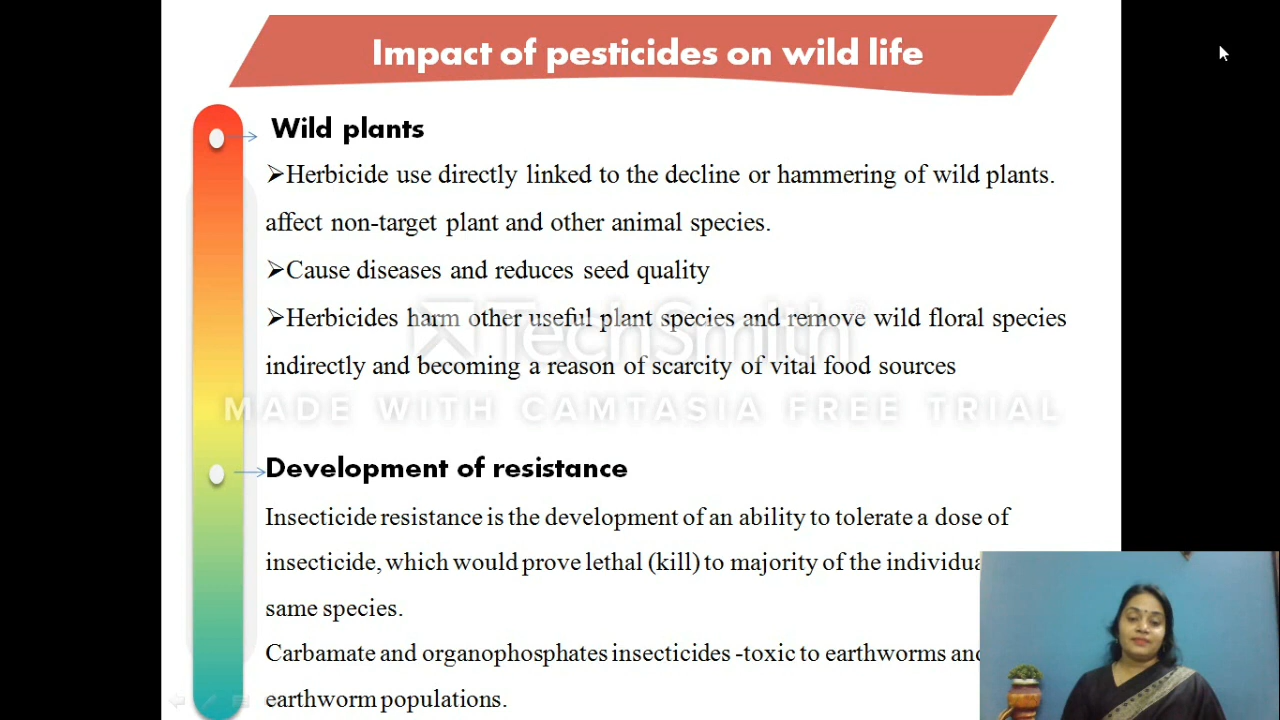 Impact of pesticides on wild life
Wild plants
➢Herbicide use directly linked to the decline or hammering of wild plants.
affect non-target plant and other animal species.
➢Cause diseases and reduces seed quality
➢Herbicides harm other useful plant species and remove wild floral species
indirectly and becoming a reason of scarcity of vital food sources
TechSmith
MADE WITH CAMTASIA FREE TRIAL
Development of resistance
Insecticide resistance is the development of an ability to tolerate a dose of
insecticide, which would prove lethal (kill) to majority of the
same species.
Carbamate and organophosphates insecticides -toxic to earthworms
earthworm populations.